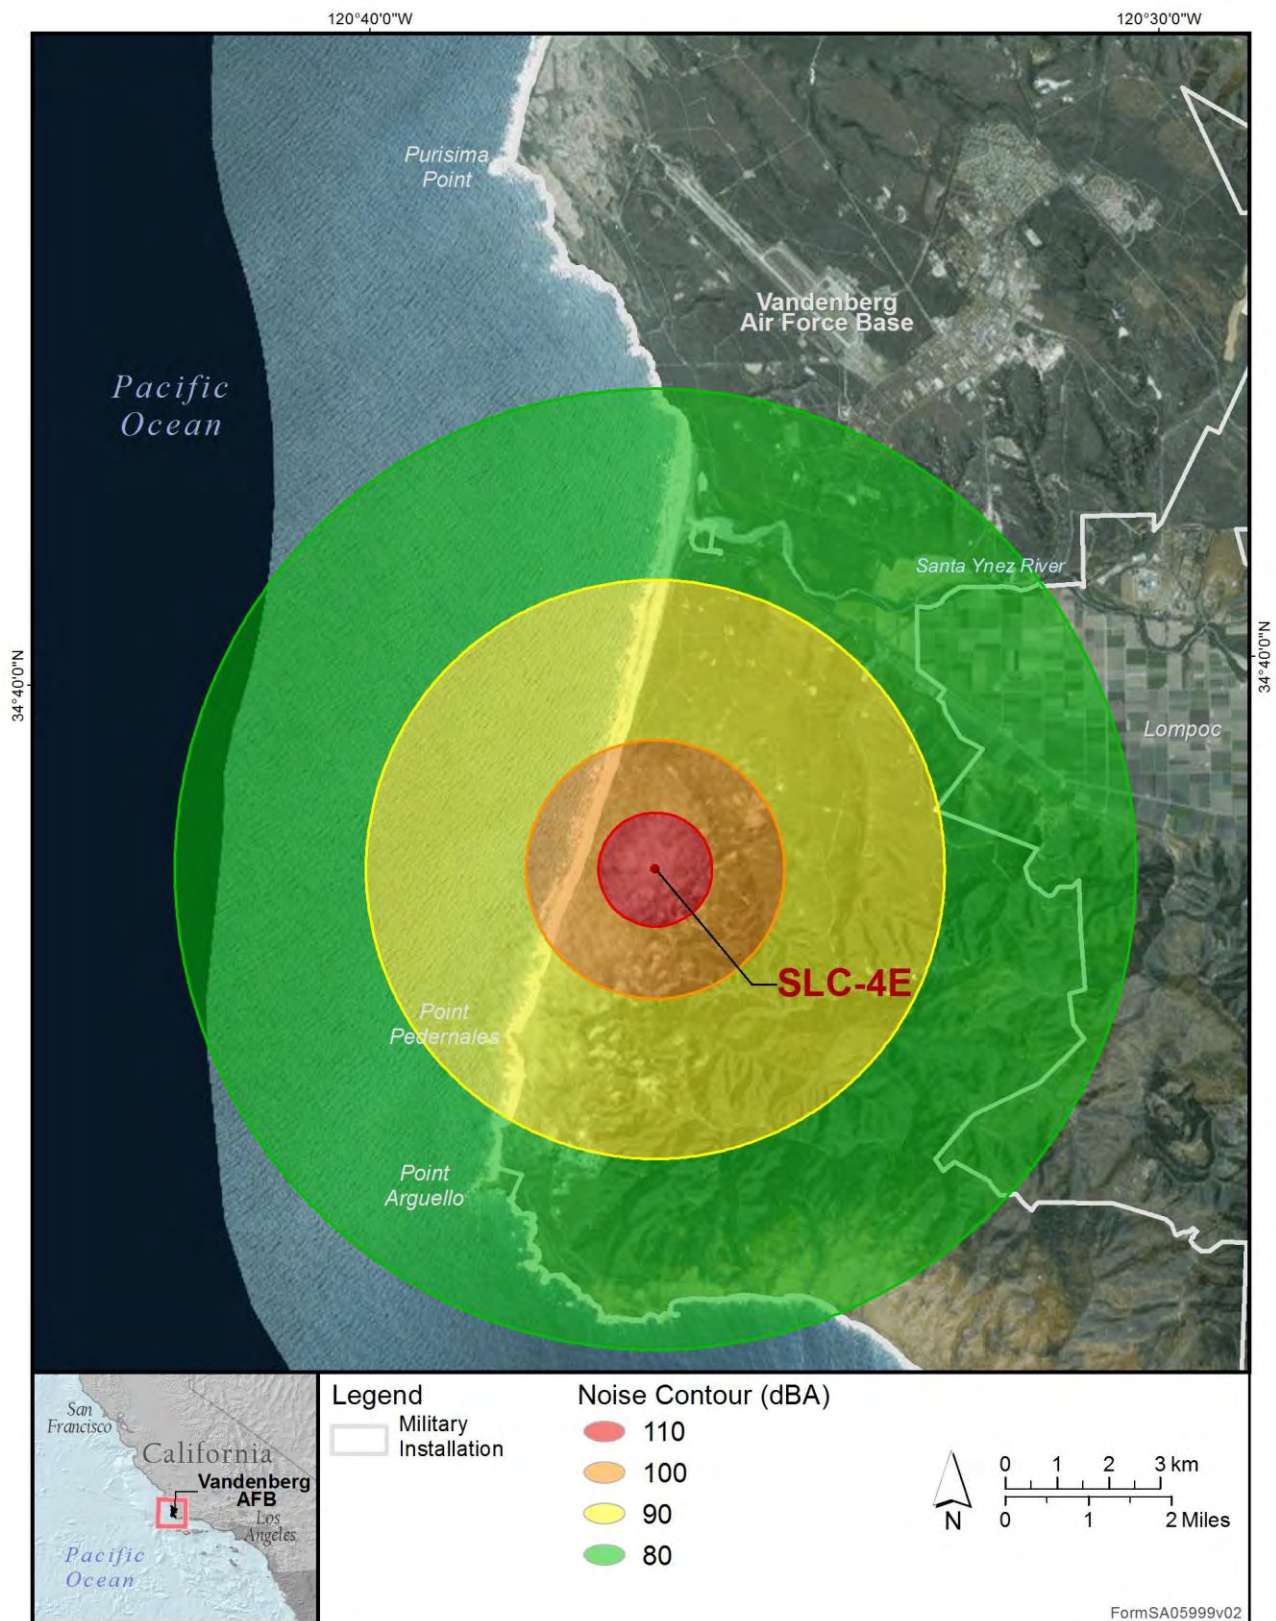 120°40'0"W
120°30'0"W
Purisima
Point
Vandenberg
Air Force Base
Pacific
Ocean
Santa Ynez River
34°40'0"N
34°40'0"N
Lompoc
SLC-4E
Point
Pedernales
Point
Arguello
San
Francisco
California
Vandenberg
AFB
Los
Angeles
Pacific
Ocean
Legend
Military
Installation
Noise Contour (dBA)
110
100
90
80
N
0 1 2 3 km
0 1 2 Miles
FormSA05999v02